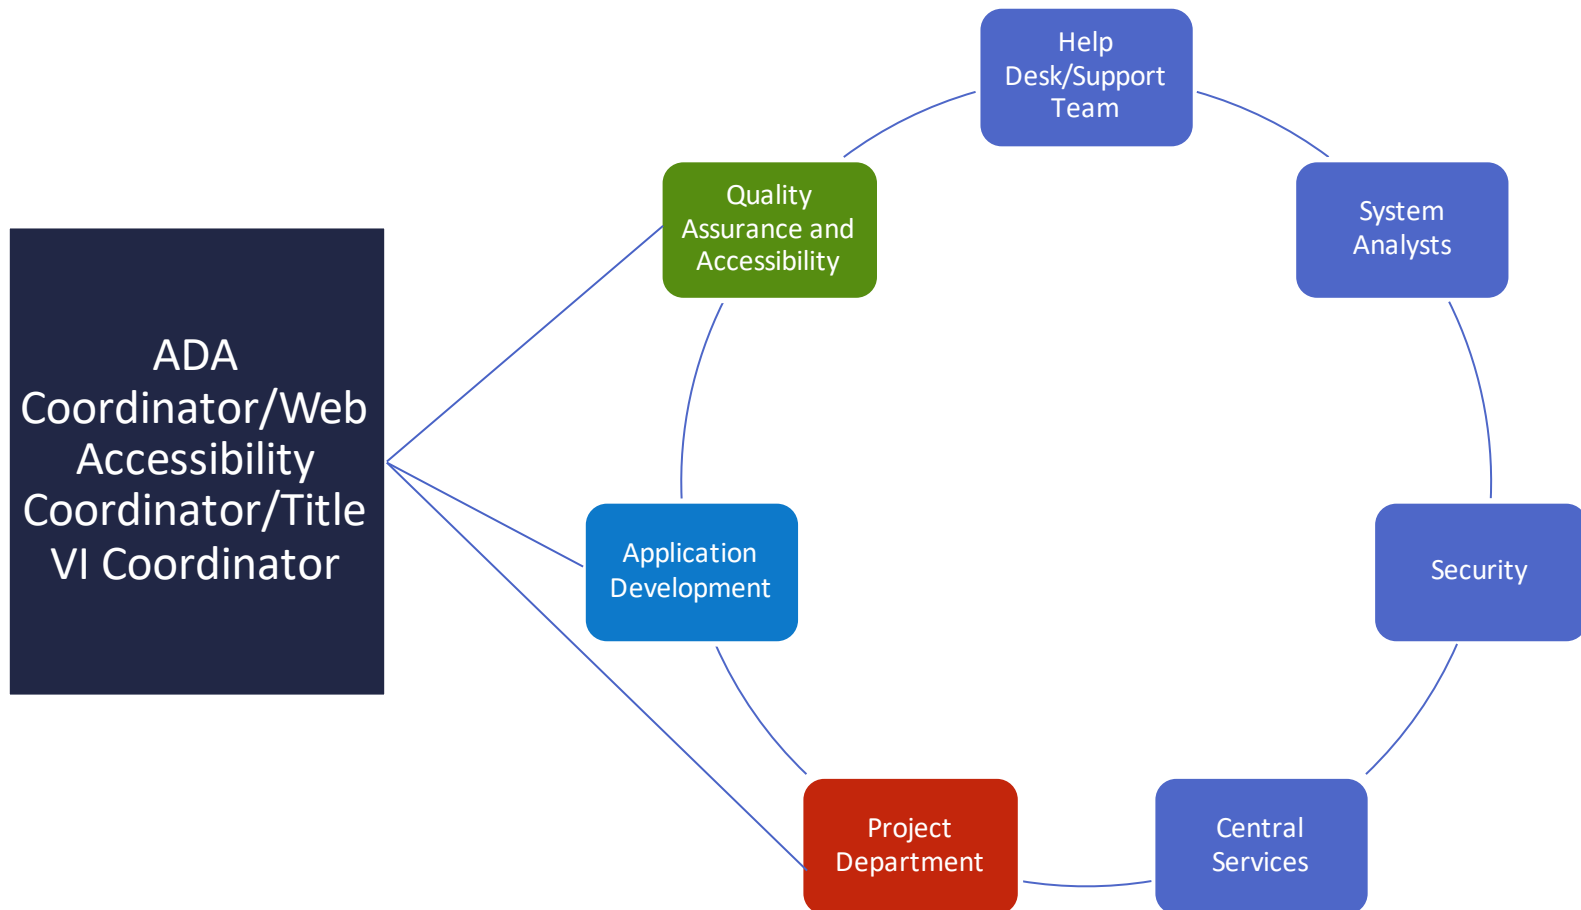 Help
Desk/Support
Team
Quality
Assurance and
Accessibility
System
Analysts
ADA
Coordinator/Web
Accessibility
Coordinator/Title
VI Coordinator
Application
Development
Security
Project
Department
Central
Services